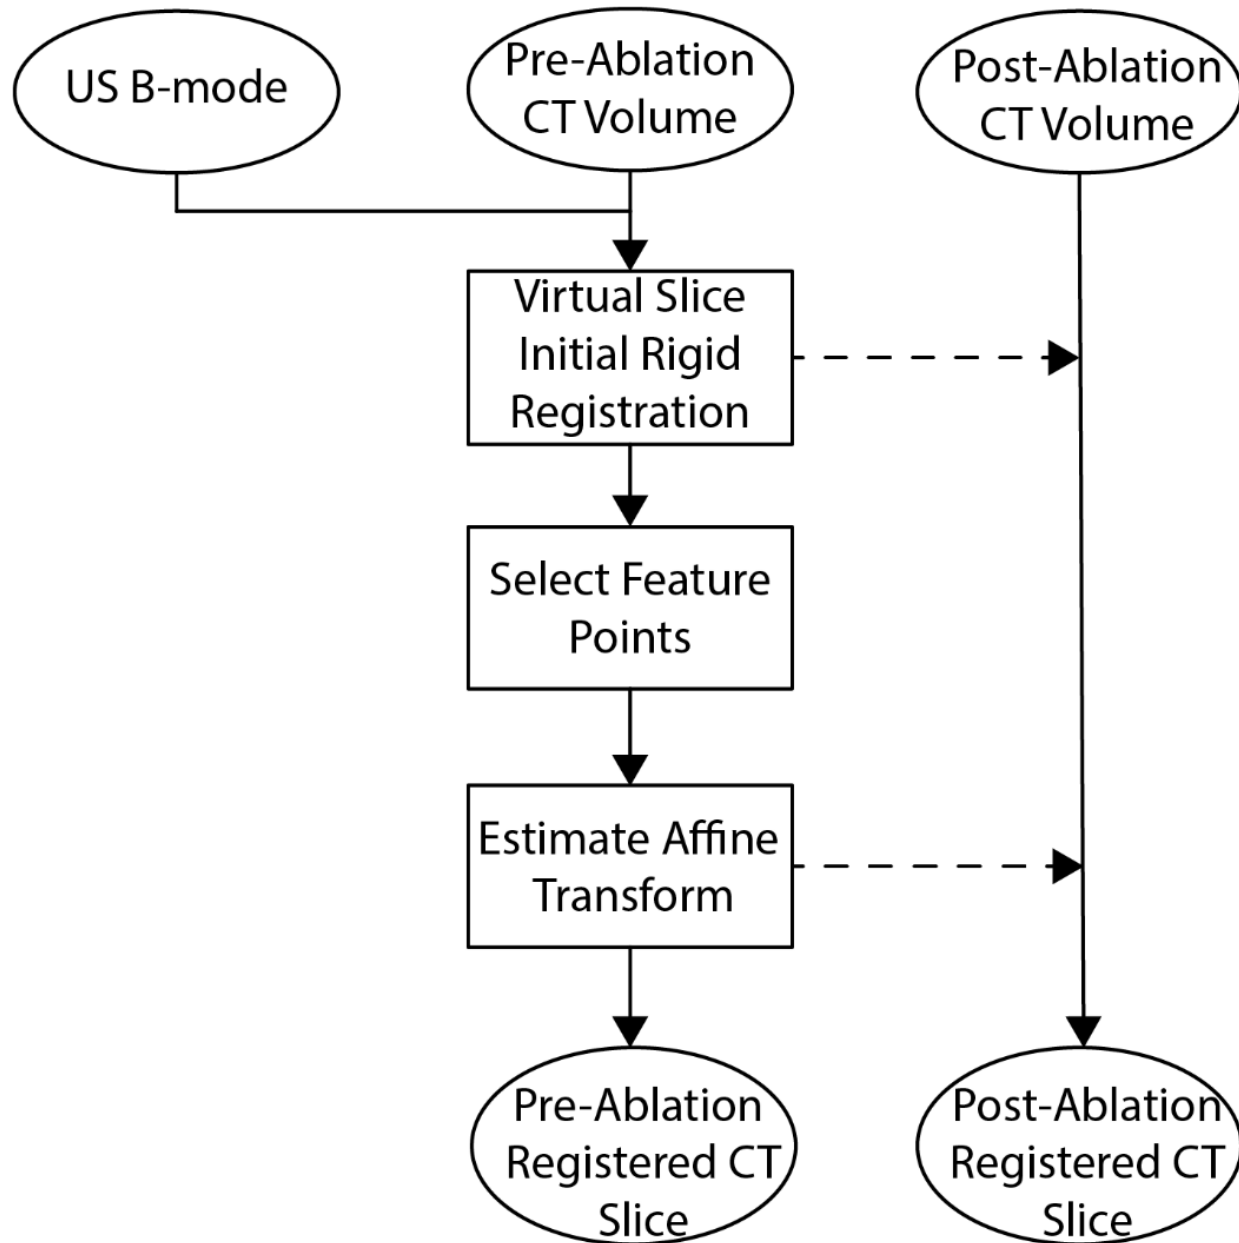 US B-mode
Pre-Ablation
CT Volume
Post-Ablation
CT Volume
Virtual Slice
Initial Rigid
Registration
Select Feature
Points
Estimate Affine
Transform
Pre-Ablation
Registered CT
Slice
Post-Ablation
Registered CT
Slice